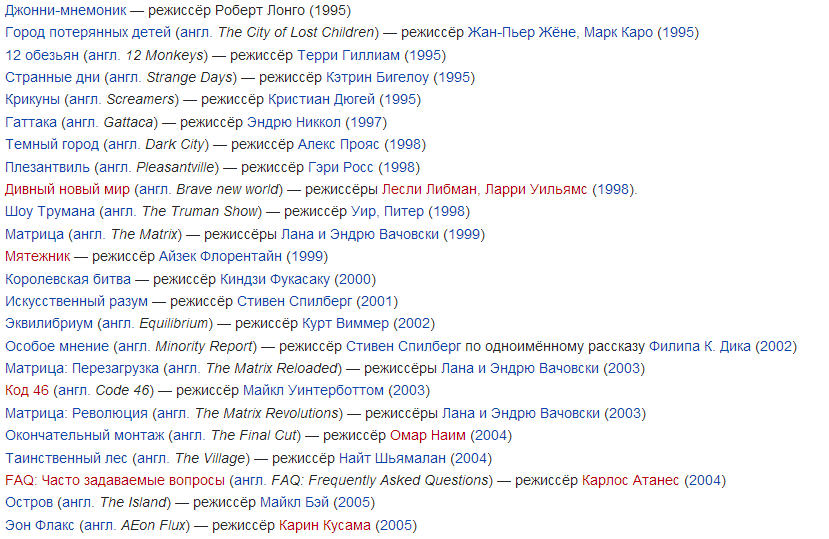 Джонни-мнемоник — режиссёр Роберт Лонго (1995)
Город потерянных детей (англ. The City of Lost Children) — режиссёр Жан-Пьер Жёне, Марк Каро (1995)
12 обезьян (англ. 12 Monkeys) — режиссёр Терри Гиллиам (1995)
Странные дни (англ. Strange Days) — режиссёр Кэтрин Бигелоу (1995)
Крикуны (англ. Screamers) — режиссёр Кристиан Дюгей (1995)
Гаттака (англ. Gattaca) — режиссёр Эндрю Никкол (1997)
Темный город (англ. Dark City) — режиссёр Алекс Прояс (1998)
Плезантвиль (англ. Pleasantville) — режиссёр Гэри Росс (1998)
Дивный новый мир (англ. Brave new world) — режиссёры Лесли Либман, Ларри Уильямс (1998).
Шоу Трумана (англ. The Truman Show) — режиссёр Уир, Питер (1998)
Матрица (англ. The Matrix) — режиссёры Лана и Эндрю Вачовски (1999)
Мятежник — режиссёр Айзек Флорентайн (1999)
Королевская битва — режиссёр Киндзи Фукасаку (2000)
Искусственный разум — режиссёр Стивен Спилберг (2001)
Эквилибриум (англ. Equilibrium) — режиссёр Курт Виммер (2002)
Особое мнение (англ. Minority Report) — режиссёр Стивен Спилберг по одноимённому рассказу Филипа К. Дика (2002)
Матрица: Перезагрузка (англ. The Matrix Reloaded) — режиссёры Лана и Эндрю Вачовски (2003)
Код 46 (англ. Code 46) — режиссёр Майкл Уинтерботтом (2003)
Матрица: Революция (англ. The Matrix Revolutions) — режиссёры Лана и Эндрю Вачовски (2003)
Окончательный монтаж (англ. The Final Cut) — режиссёр Омар Наим (2004)
Таинственный лес (англ. The Village) — режиссёр Найт Шьямалан (2004)
FAQ: Часто задаваемые вопросы (англ. FAQ: Frequently Asked Questions) — режиссёр Карлос Атанес (2004)
Остров (англ. The Island) — режиссёр Майкл Бэй (2005)
Эон Флакс (англ. AEon Flux) — режиссёр Карин Кусама (2005)